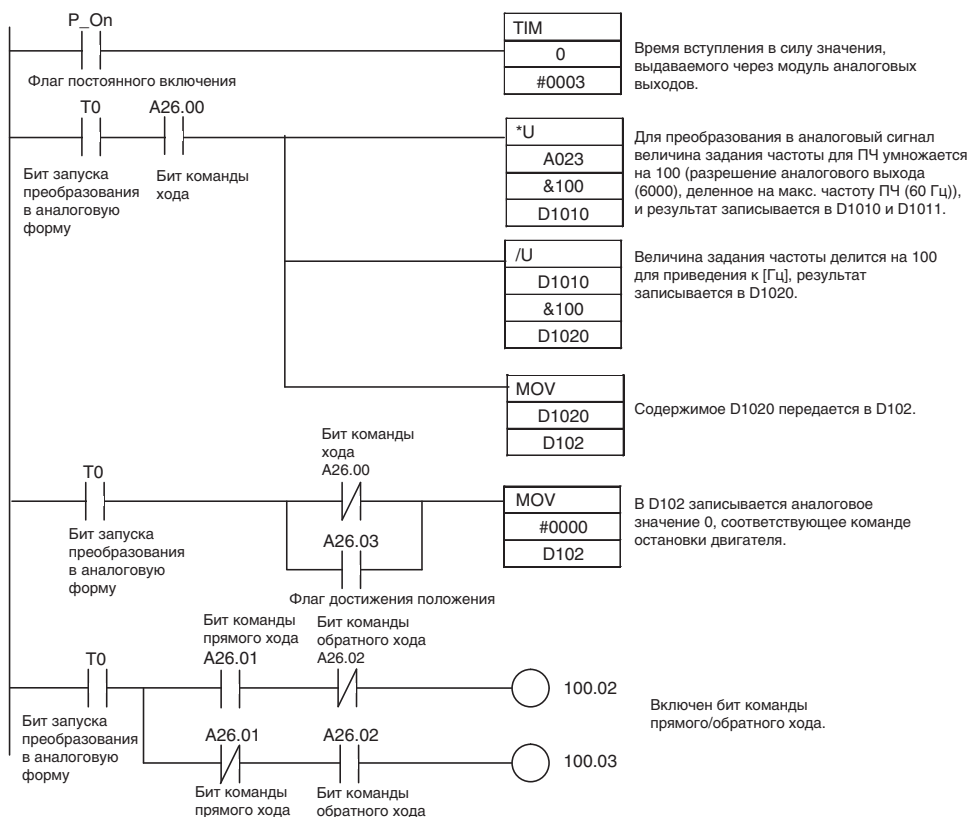 P_On
Флаг постоянного включения
TIM
0
#0003
Время вступления в силу значения,
выдаваемого через модуль аналоговых
выходов.
T0
A26.00
Бит запуска
преобразования
в аналоговую
форму
Бит команды
хода
*U
A023
&100
D1010
Для преобразования в аналоговый сигнал
величина задания частоты для ПЧ умножается
на 100 (разрешение аналогового выхода
(6000), деленное на макс. частоту ПЧ (60 Гц)),
и результат записывается в D1010 и D1011.
/U
D1010
&100
D1020
Величина задания частоты делится на 100
для приведения к [Гц], результат
записывается в D1020.
MOV
D1020
D102
Содержимое D1020 передается в D102.
T0
Бит запуска
преобразования
в аналоговую
форму
Бит команды
хода
A26.00
A26.03
Флаг достижения положения
MOV
#0000
D102
В D102 записывается аналоговое
значение 0, соответствующее команде
остановки двигателя.
T0
Бит запуска
преобразования
в аналоговую
форму
Бит команды
прямого хода
A26.01
Бит команды
обратного хода
A26.02
100.02
Включен бит команды
прямого/обратного хода.
A26.01
Бит команды
прямого хода
A26.02
Бит команды
обратного хода
100.03